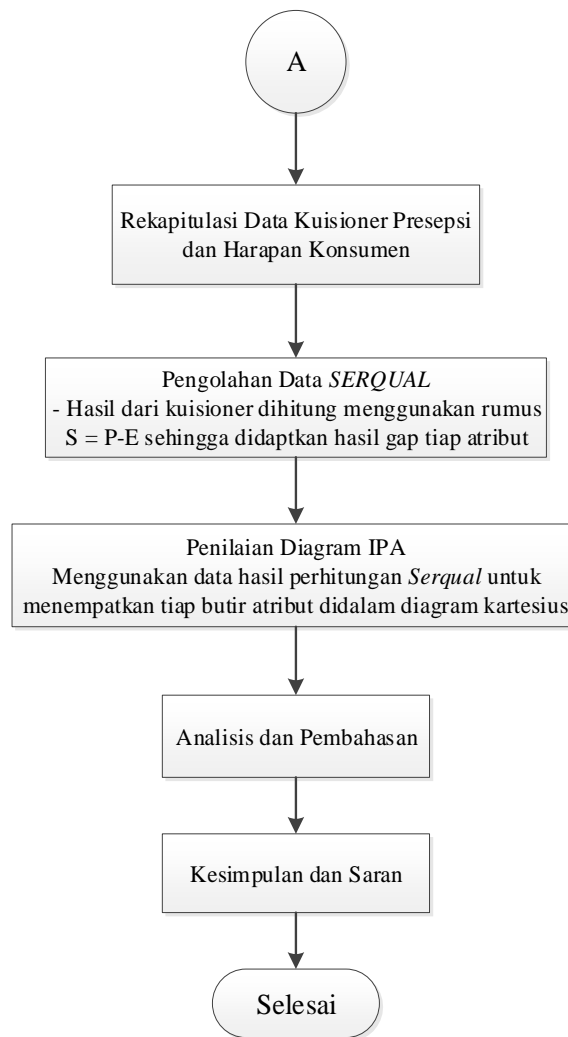 A
Rekapitulasi Data Kuisioner Presepsi
dan Harapan Konsumen
Pengolahan Data SERQUAL
- Hasil dari kuisioner dihitung menggunakan rumus
S = P-E sehingga didaptkan hasil gap tiap atribut
Penilaian Diagram IPA
Menggunakan data hasil perhitungan Serqual untuk
menempatkan tiap butir atribut didalam diagram kartesius
Analisis dan Pembahasan
Kesimpulan dan Saran
Selesai